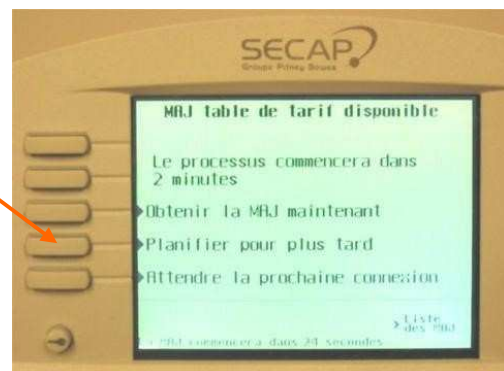 SECAP
Groupe Pitney Bowes
MAJ table de tarif disponible
Le processus commencera dans
2 minutes
Obtenir la MAJ maintenant
Planifier pour plus tard
Attendre la prochaine connexion
Liste
des MAJ
La MAJ commencera dans 24 secondes